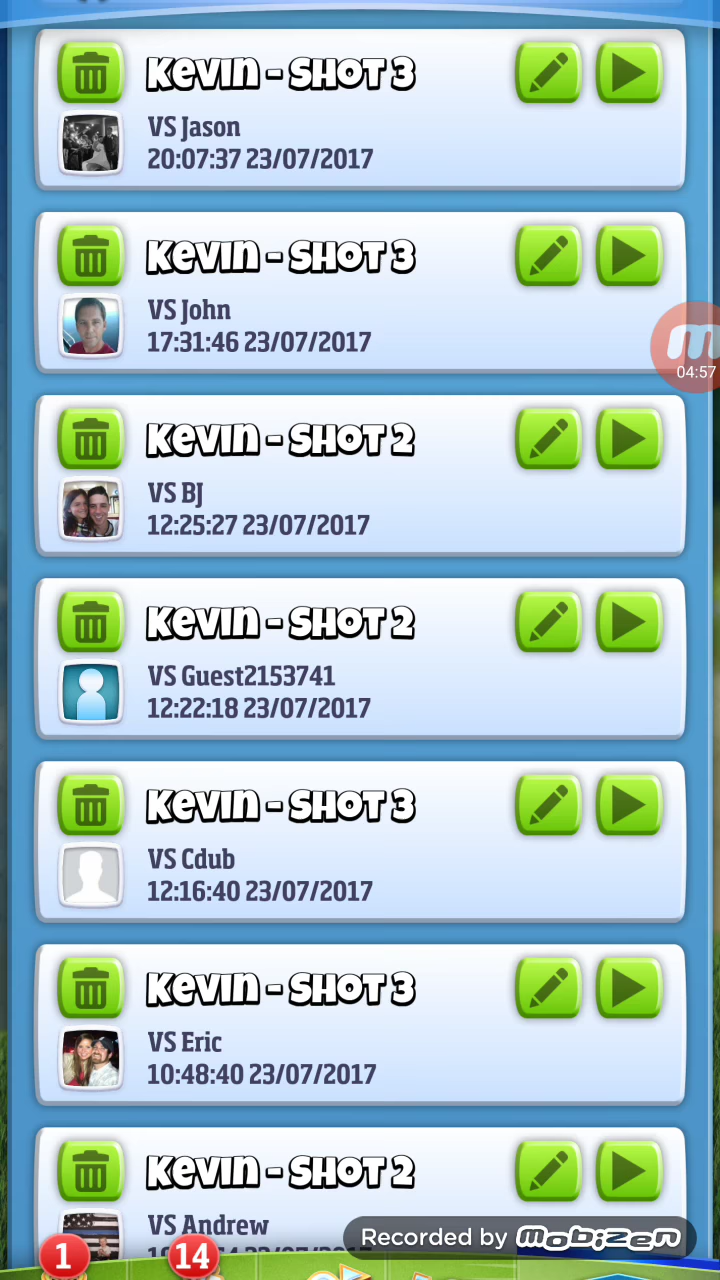 Kevin - SHOT 3
VS Jason
20:07:37 23/07/2017
Kevin - SHOT 3
VS John
17:31:46 23/07/2017
04:57
Kevin - SHOT 2
VS BJ
12:25:27 23/07/2017
Kevin - SHOT 2
VS Guest2153741
12:22:18 23/07/2017
Kevin - SHOT 3
VS Cdub
12:16:40 23/07/2017
Kevin - SHOT 3
VS Eric
10:48:40 23/07/2017
Kevin - SHOT 2
VS Andrew
Recorded by mobizen
1
14